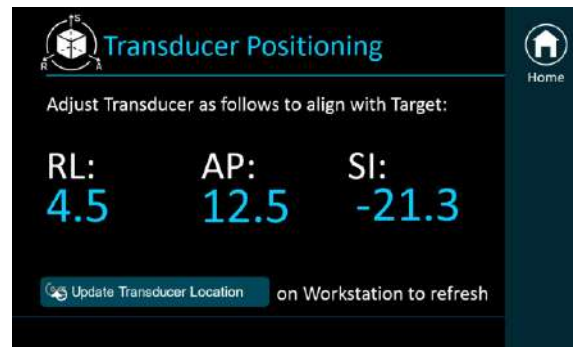 S
Transducer Positioning
R A
Home
Adjust Transducer as follows to align with Target:
RL: AP: SI:
4.5 12.5 -21.3
Update Transducer Location on Workstation to refresh